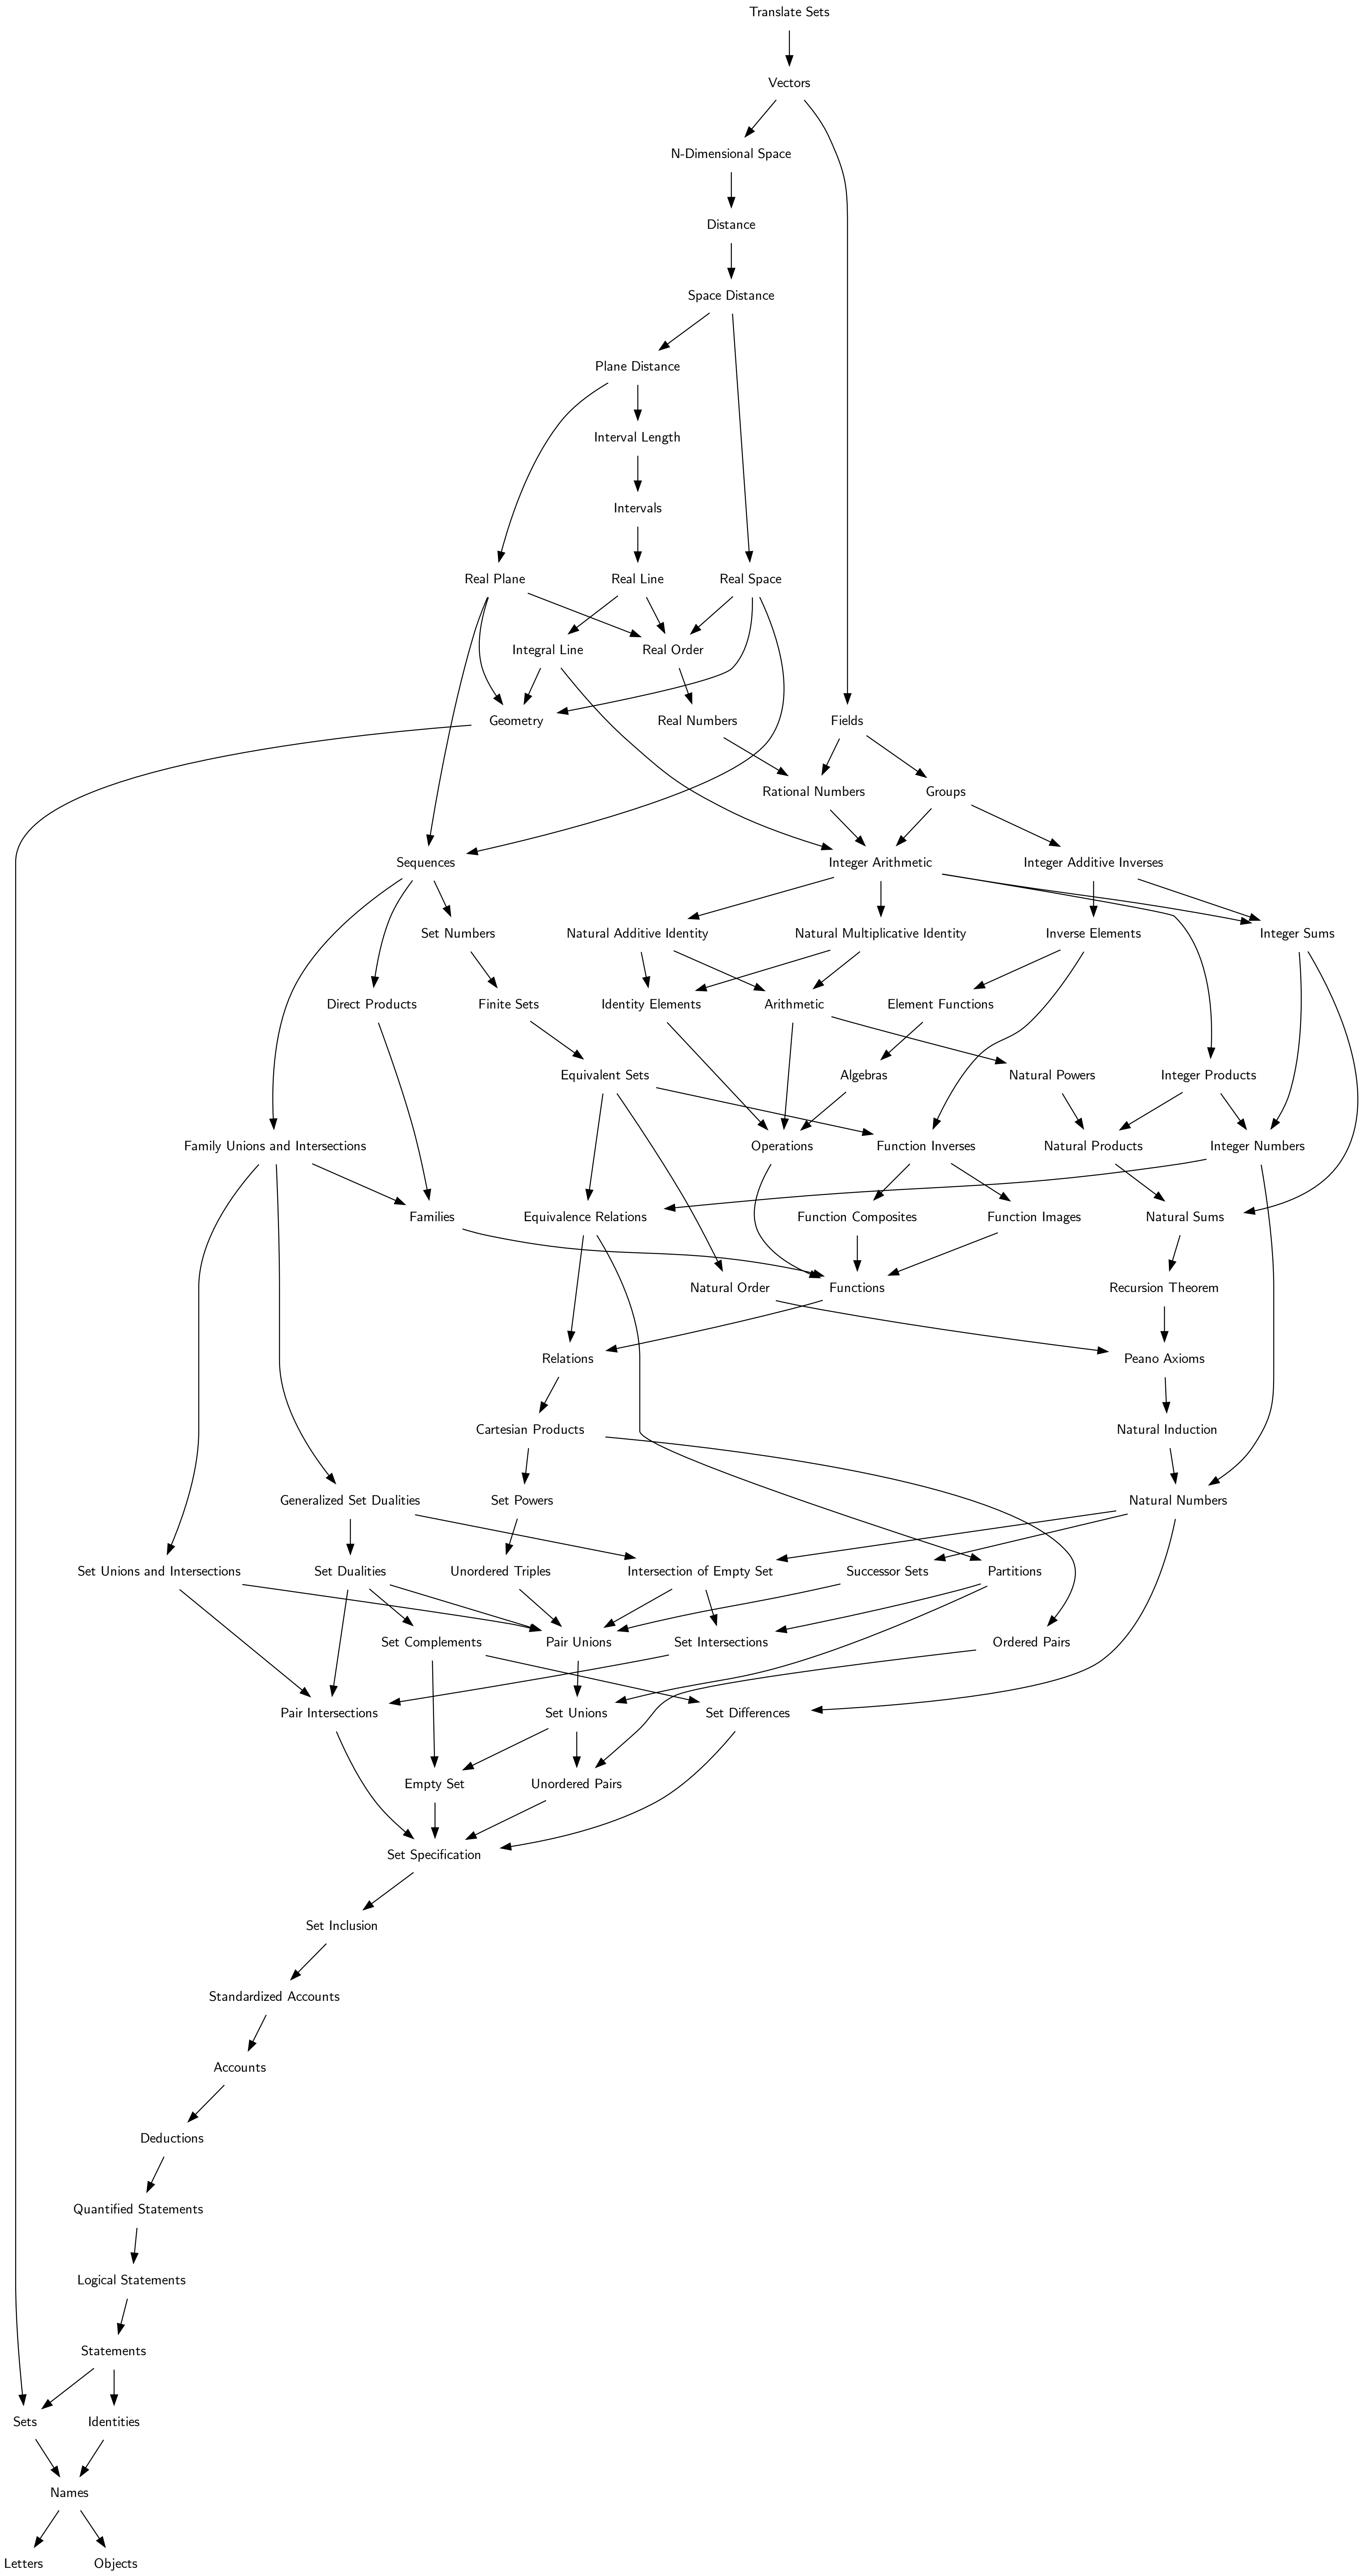 Translate Sets
Vectors
N-Dimensional Space
Distance
Space Distance
Plane Distance
Interval Length
Intervals
Real Plane
Real Line
Real Space
Integral Line
Real Order
Geometry
Real Numbers
Fields
Rational Numbers
Groups
Sequences
Integer Arithmetic
Integer Additive Inverses
Set Numbers
Natural Additive Identity
Natural Multiplicative Identity
Inverse Elements
Integer Sums
Direct Products
Finite Sets
Identity Elements
Arithmetic
Element Functions
Equivalent Sets
Algebras
Natural Powers
Integer Products
Family Unions and Intersections
Operations
Function Inverses
Natural Products
Integer Numbers
Families
Equivalence Relations
Function Composites
Function Images
Natural Sums
Natural Order
Functions
Recursion Theorem
Relations
Peano Axioms
Cartesian Products
Natural Induction
Generalized Set Dualities
Set Powers
Natural Numbers
Set Unions and Intersections
Set Dualities
Unordered Triples
Intersection of Empty Set
Successor Sets
Partitions
Set Complements
Pair Unions
Set Intersections
Ordered Pairs
Pair Intersections
Set Unions
Set Differences
Empty Set
Unordered Pairs
Set Specification
Set Inclusion
Standardized Accounts
Accounts
Deductions
Quantified Statements
Logical Statements
Statements
Sets
Identities
Names
Letters
Objects